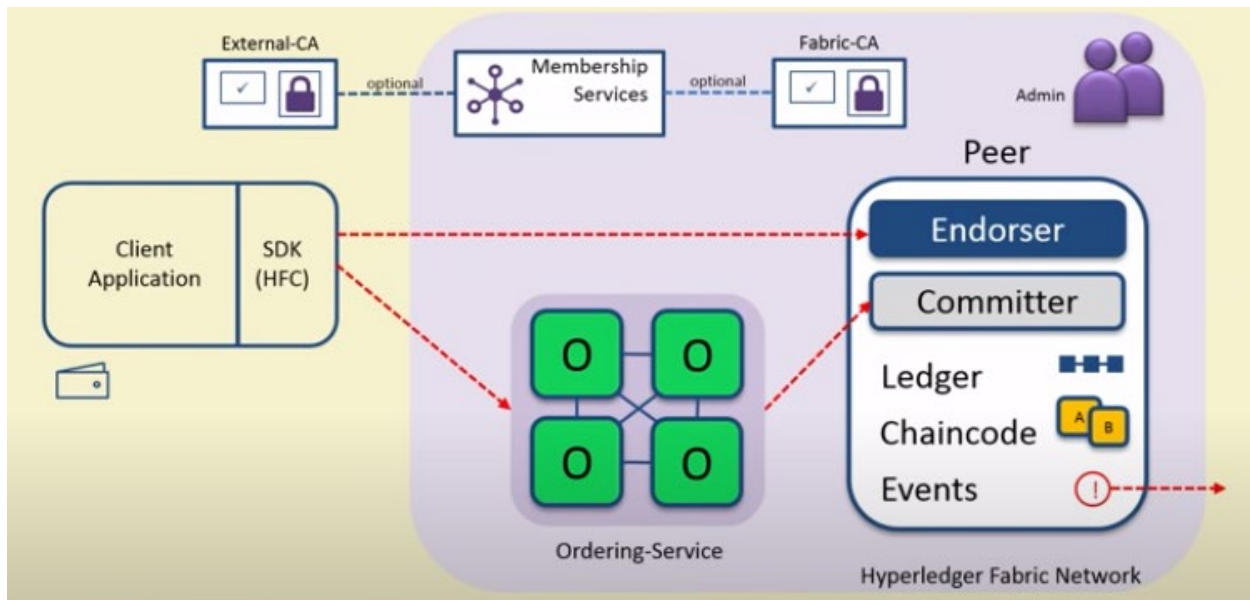 External-CA
optional
Membership
Services
optional
Fabric-CA
Admin
Peer
Client
Application
SDK
(HFC)
Endorser
Committer
Ledger
Chaincode
A
B
Events
!
O
O
O
O
Ordering-Service
Hyperledger Fabric Network